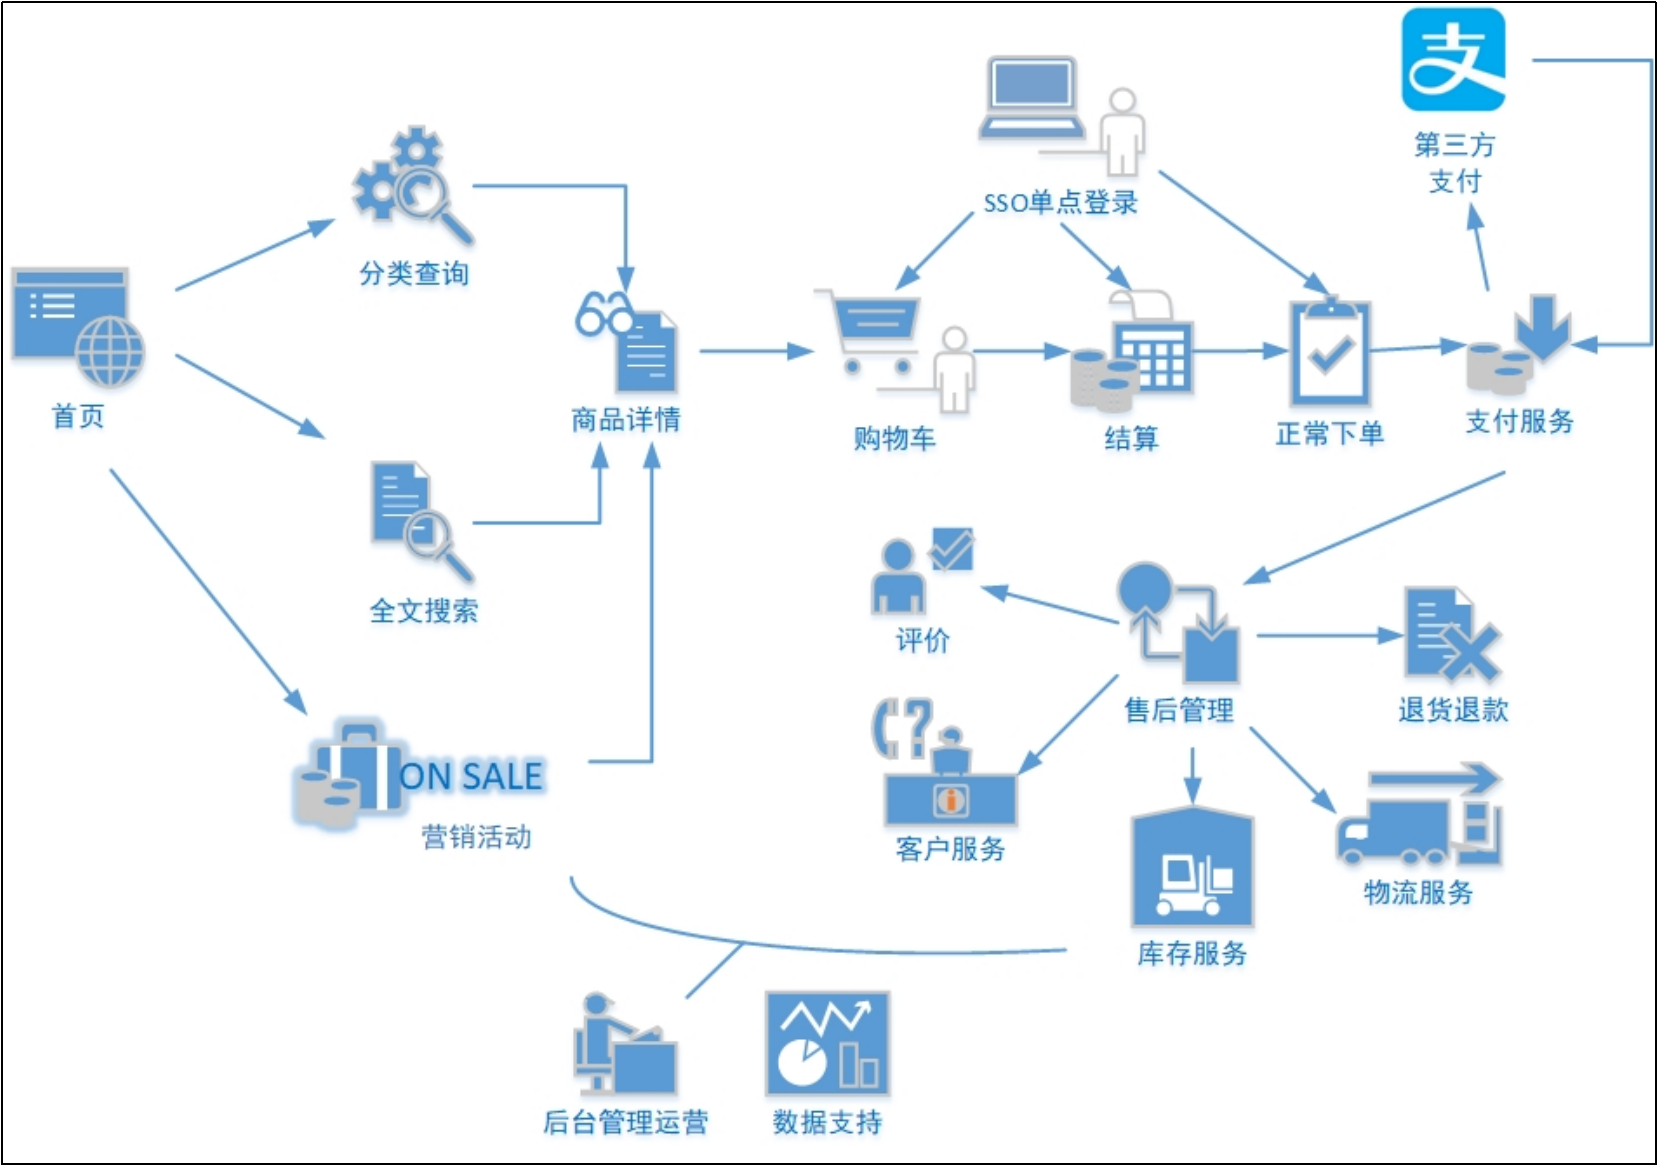 支
第三方
支付
SSO单点登录
分类查询
首页
商品详情
购物车
结算
正常下单
支付服务
全文搜索
评价
售后管理
退货退款
ON SALE
营销活动
客户服务
物流服务
库存服务
后台管理运营
数据支持